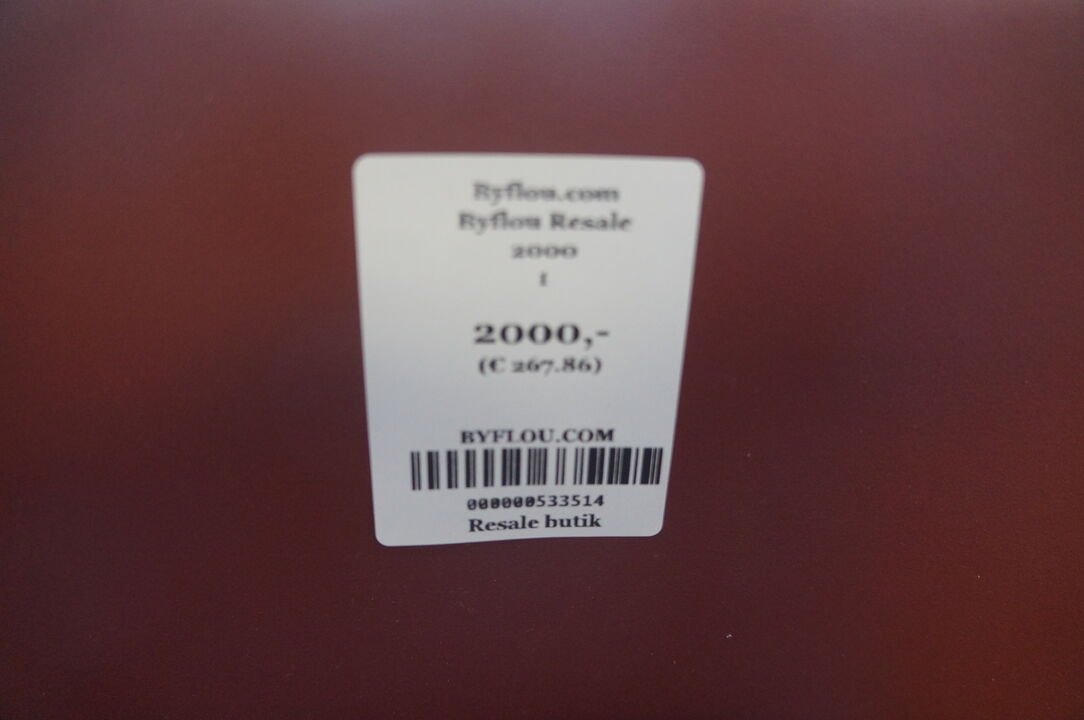 Byflou.com
Byflou Resale
2000
1
2000,-
(€ 267.86)
BYFLOU.COM
000000533514
Resale butik